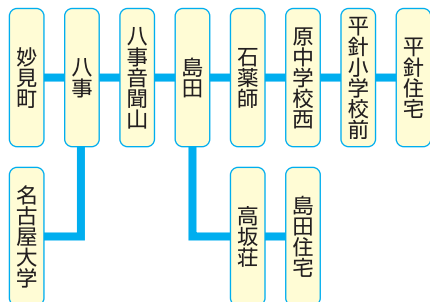 妙見町
八事
八事音聞山
島田
石薬師
原中学校西
平針小学校前
平針住宅
名古屋大学
高坂荘
島田住宅